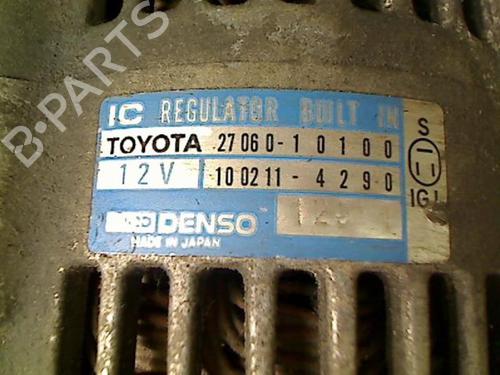 B-PARTS
IC REGULATOR BUILT IN
TOYOTA 27060-10100
12V 100211-4290
DENSO
MADE IN JAPAN
S
IG L